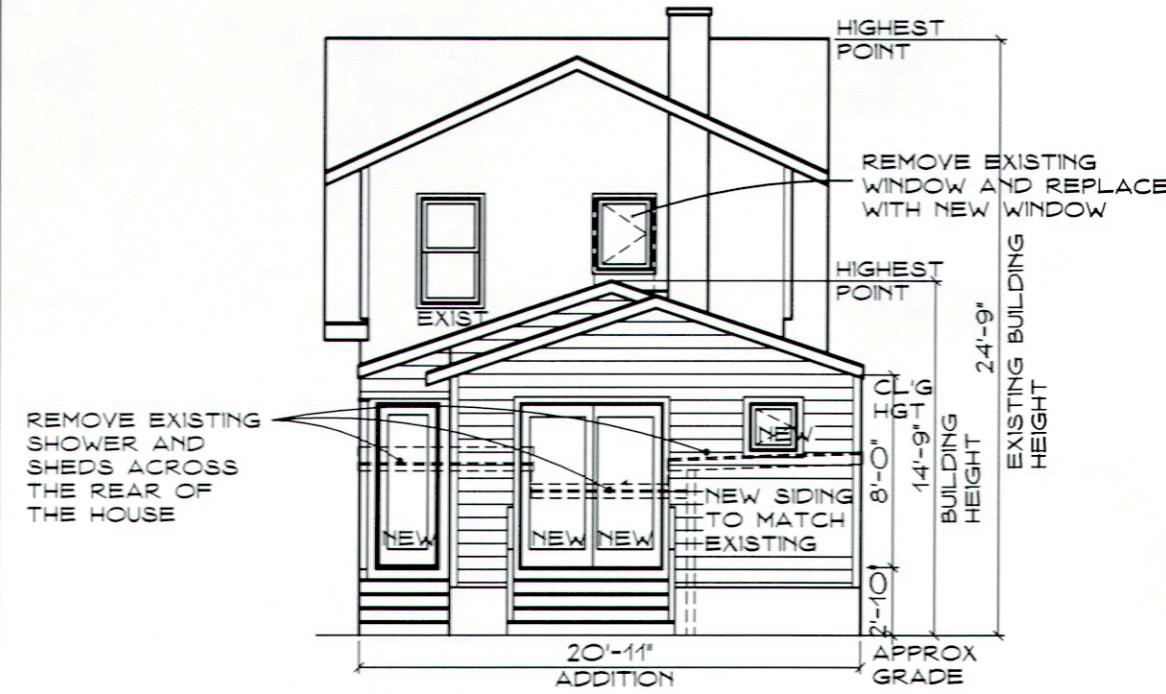 HIGHEST
POINT
REMOVE EXISTING
WINDOW AND REPLACE
WITH NEW WINDOW
HIGHEST
POINT
EXIST
24'-9"
EXISTING BUILDING
HEIGHT
CL'G
HGT
8'-0"
14'-9"
BUILDING
HEIGHT
REMOVE EXISTING
SHOWER AND
SHEDS ACROSS
THE REAR OF
THE HOUSE
NEW
NEW
NEW
NEW
NEW SIDING
TO MATCH
EXISTING
2'-10"
20'-11"
ADDITION
APPROX
GRADE